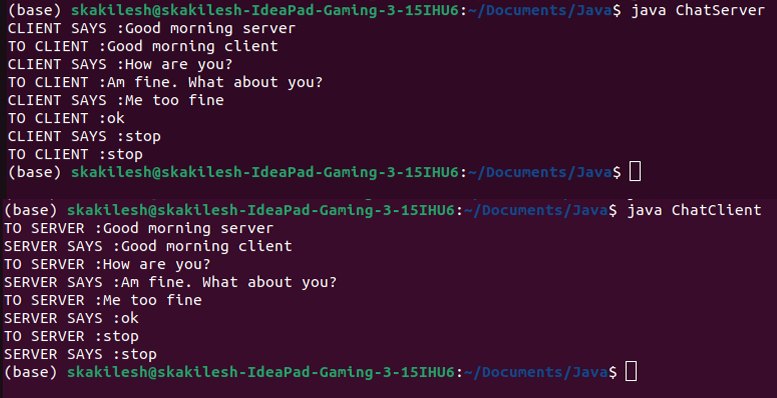 (base) skakilesh@skakilesh-IdeaPad-Gaming-3-15IHU6:~/Documents/Java$ java ChatServer
CLIENT SAYS :Good morning server
TO CLIENT :Good morning client
CLIENT SAYS :How are you?
TO CLIENT :Am fine. What about you?
CLIENT SAYS :Me too fine
TO CLIENT :ok
CLIENT SAYS :stop
TO CLIENT :stop
(base) skakilesh@skakilesh-IdeaPad-Gaming-3-15IHU6:~/Documents/Java$
(base) skakilesh@skakilesh-IdeaPad-Gaming-3-15IHU6:~/Documents/Java$ java ChatClient
TO SERVER :Good morning server
SERVER SAYS :Good morning client
TO SERVER :How are you?
SERVER SAYS :Am fine. What about you?
TO SERVER :Me too fine
SERVER SAYS :ok
TO SERVER :stop
SERVER SAYS :stop
(base) skakilesh@skakilesh-IdeaPad-Gaming-3-15IHU6:~/Documents/Java$